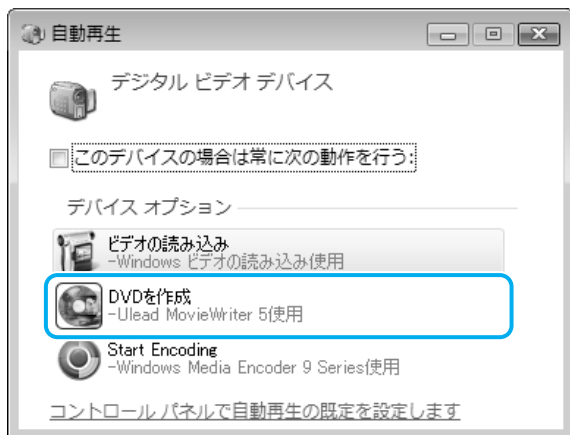 自動再生
デジタル ビデオ デバイス
このデバイスの場合は常に次の動作を行う:
デバイス オプション
ビデオの読み込み
-Windows ビデオの読み込み使用
DVDを作成
-Ulead MovieWriter 5使用
Start Encoding
-Windows Media Encoder 9 Series使用
コントロール パネルで自動再生の既定を設定します